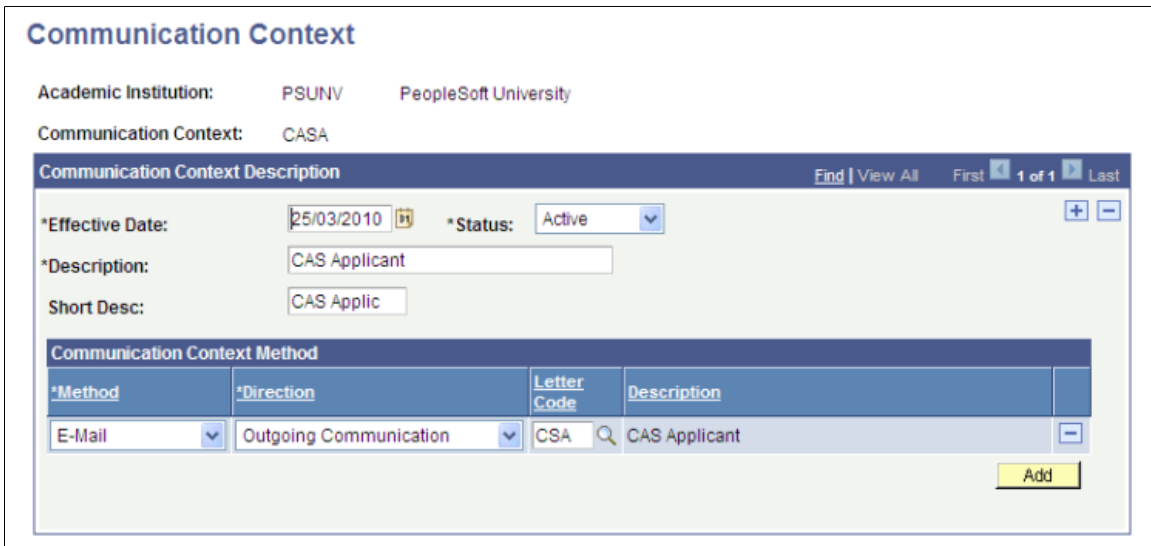 Communication Context
Academic Institution: PSUNV PeopleSoft University
Communication Context: CASA
Communication Context Description Find | View All First 1 of 1 Last
*Effective Date: 25/03/2010 *Status: Active
*Description: CAS Applicant
Short Desc: CAS Applic
Communication Context Method
*Method *Direction Letter Code Description
E-Mail Outgoing Communication CSA CAS Applicant
Add